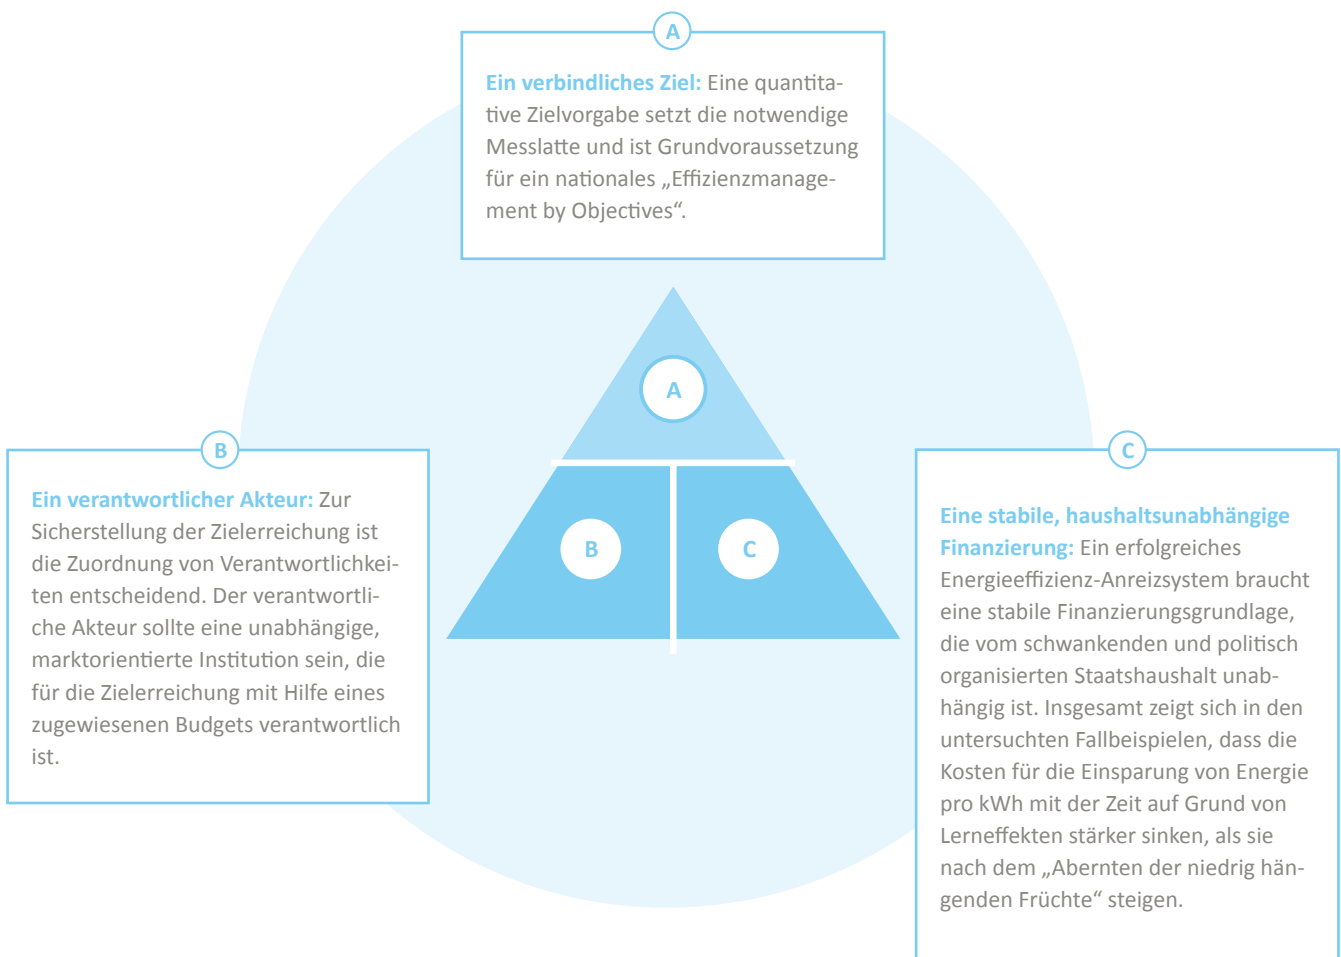 A
Ein verbindliches Ziel: Eine quantita-
tive Zielvorgabe setzt die notwendige
Messlatte und ist Grundvoraussetzung
für ein nationales „Effizienzmanage-
ment by Objectives“.
A
B
Ein verantwortlicher Akteur: Zur
Sicherstellung der Zielerreichung ist
die Zuordnung von Verantwortlichkei-
ten entscheidend. Der verantwortli-
che Akteur sollte eine unabhängige,
marktorientierte Institution sein, die
für die Zielerreichung mit Hilfe eines
zugewiesenen Budgets verantwortlich
ist.
B
C
C
Eine stabile, haushaltsunabhängige
Finanzierung: Ein erfolgreiches
Energieeffizienz-Anreizsystem braucht
eine stabile Finanzierungsgrundlage,
die vom schwankenden und politisch
organisierten Staatshaushalt unab-
hängig ist. Insgesamt zeigt sich in den
untersuchten Fallbeispielen, dass die
Kosten für die Einsparung von Energie
pro kWh mit der Zeit auf Grund von
Lerneffekten stärker sinken, als sie
nach dem „Abernten der niedrig hän-
genden Früchte“ steigen.